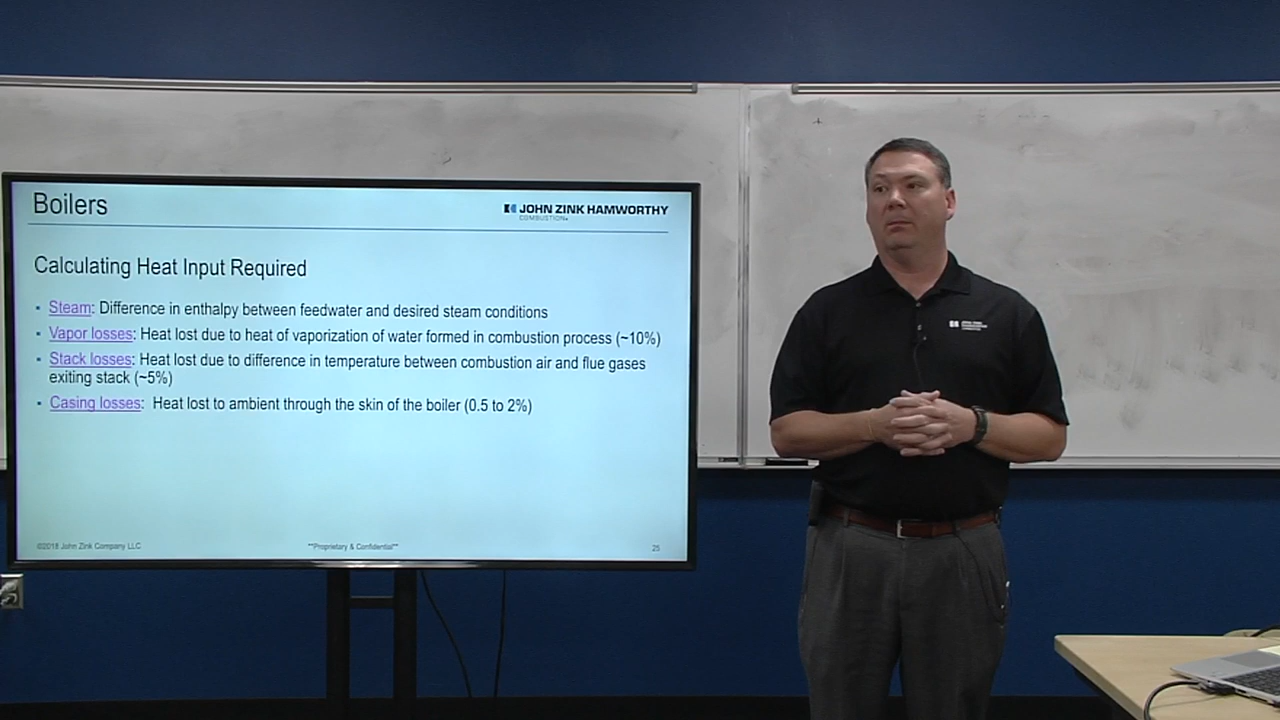 Boilers
JOHN ZINK HAMWORTHY
COMBUSTION
Calculating Heat Input Required
▪ Steam: Difference in enthalpy between feedwater and desired steam conditions
▪ Vapor losses: Heat lost due to heat of vaporization of water formed in combustion process (~10%)
▪ Stack losses: Heat lost due to difference in temperature between combustion air and flue gases
exiting stack (~5%)
▪ Casing losses: Heat lost to ambient through the skin of the boiler (0.5 to 2%)
©2018 John Zink Company LLC
**Proprietary & Confidential**
25